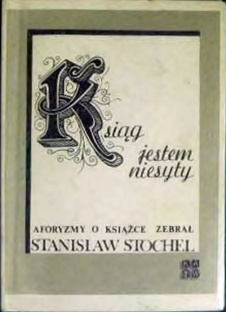 Ksiąg
jestem
niesyty
AFORYZMY O KSIĄŻCE ZEBRAŁ
STANISŁAW STOCHEL